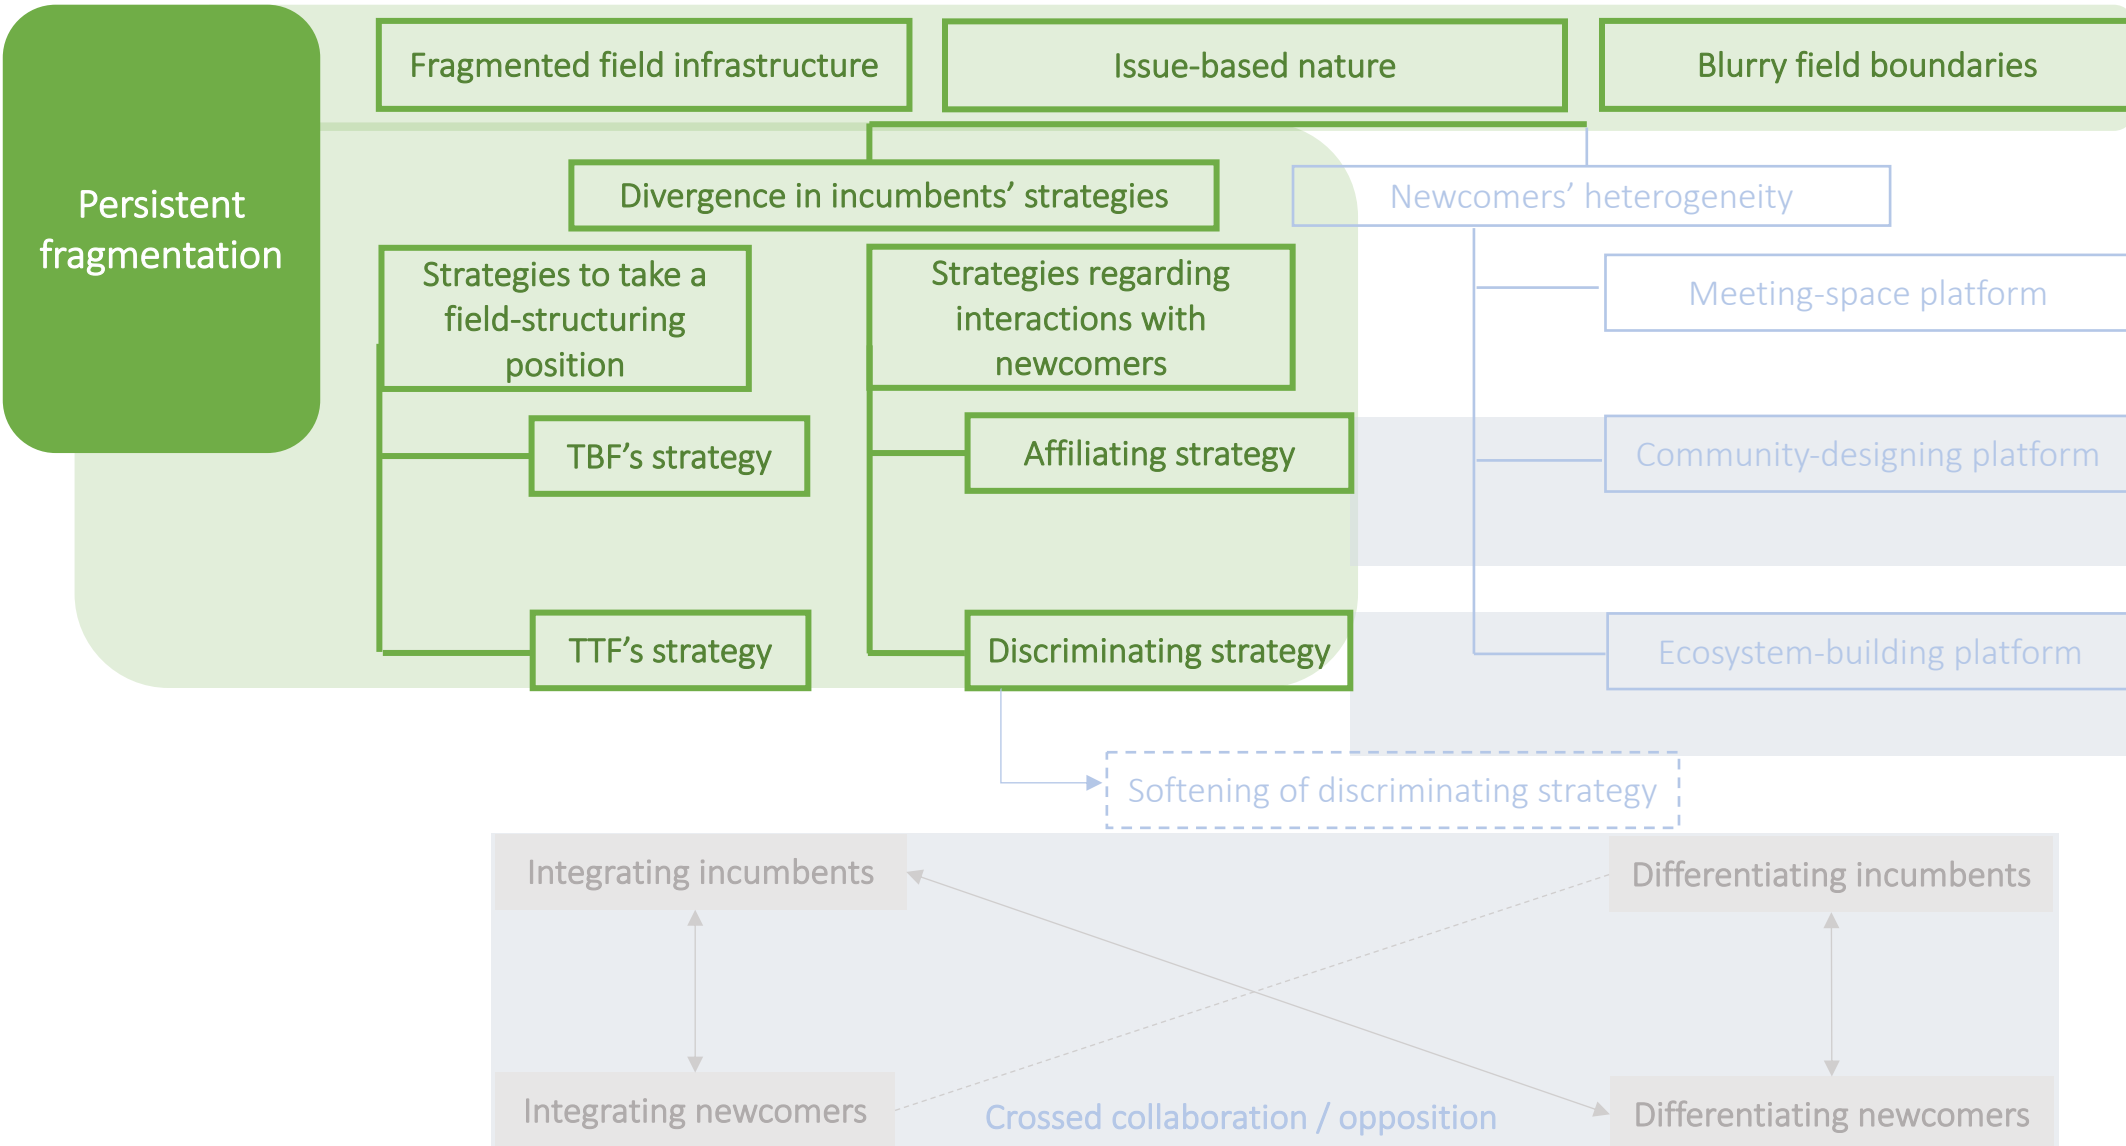 Fragmented field infrastructure
Issue-based nature
Blurry field boundaries
Persistent
fragmentation
Divergence in incumbents’ strategies
Newcomers’ heterogeneity
Strategies to take a
field-structuring
position
Strategies regarding
interactions with
newcomers
Meeting-space platform
TBF’s strategy
Affiliating strategy
Community-designing platform
TTF’s strategy
Discriminating strategy
Ecosystem-building platform
Softening of discriminating strategy
Integrating incumbents
Differentiating incumbents
Integrating newcomers
Crossed collaboration / opposition
Differentiating newcomers